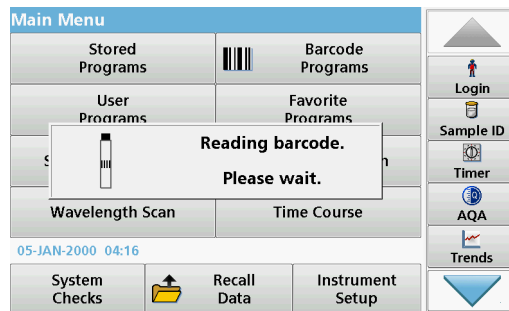 Main Menu
Stored
Programs
Barcode
Programs
User
Programs
Favorite
Programs
Reading barcode.
Please wait.
Wavelength Scan
Time Course
05-JAN-2000 04:16
System
Checks
Recall
Data
Instrument
Setup
Login
Sample ID
Timer
AQA
Trends